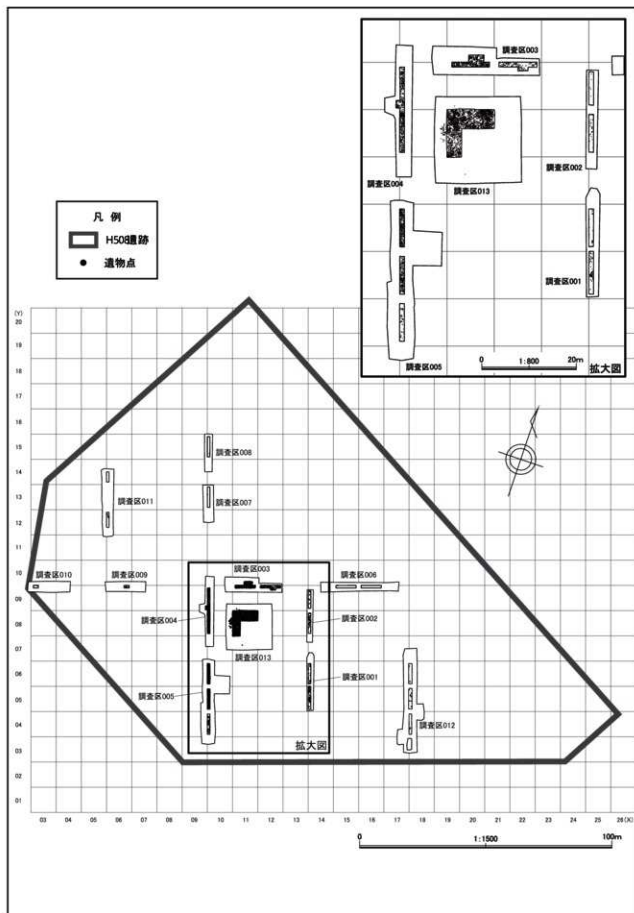 調査区003
調査区004
調査区013
調査区002
調査区001
調査区005
0
1:800
20m
拡大図
凡 例
H508遺跡
遺物点
(Y)
20
19
18
17
16
15
14
13
12
11
10
09
08
07
06
05
04
03
02
01
調査区008
調査区007
調査区011
調査区010
調査区009
調査区003
調査区006
調査区004
調査区002
調査区013
調査区001
調査区005
調査区012
拡大図
03 04 05 06 07 08 09 10 11 12 13 14 15 16 17 18 19 20 21 22 23 24 25 26 (X)
0
1:1500
100m